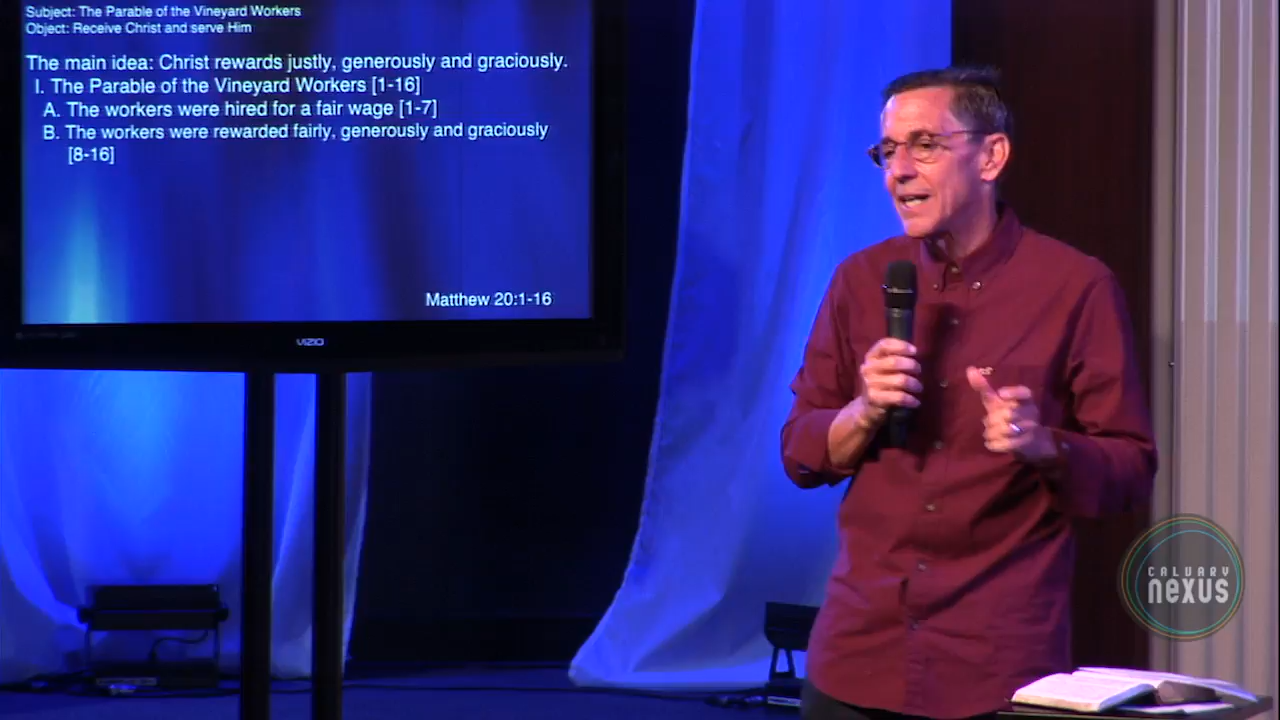 Subject: The Parable of the Vineyard Workers
Object: Receive Christ and serve Him
The main idea: Christ rewards justly, generously and graciously.
I. The Parable of the Vineyard Workers [1-16]
A. The workers were hired for a fair wage [1-7]
B. The workers were rewarded fairly, generously and graciously
[8-16]
Matthew 20:1-16
VIZIO
CALVARY
NEXUS